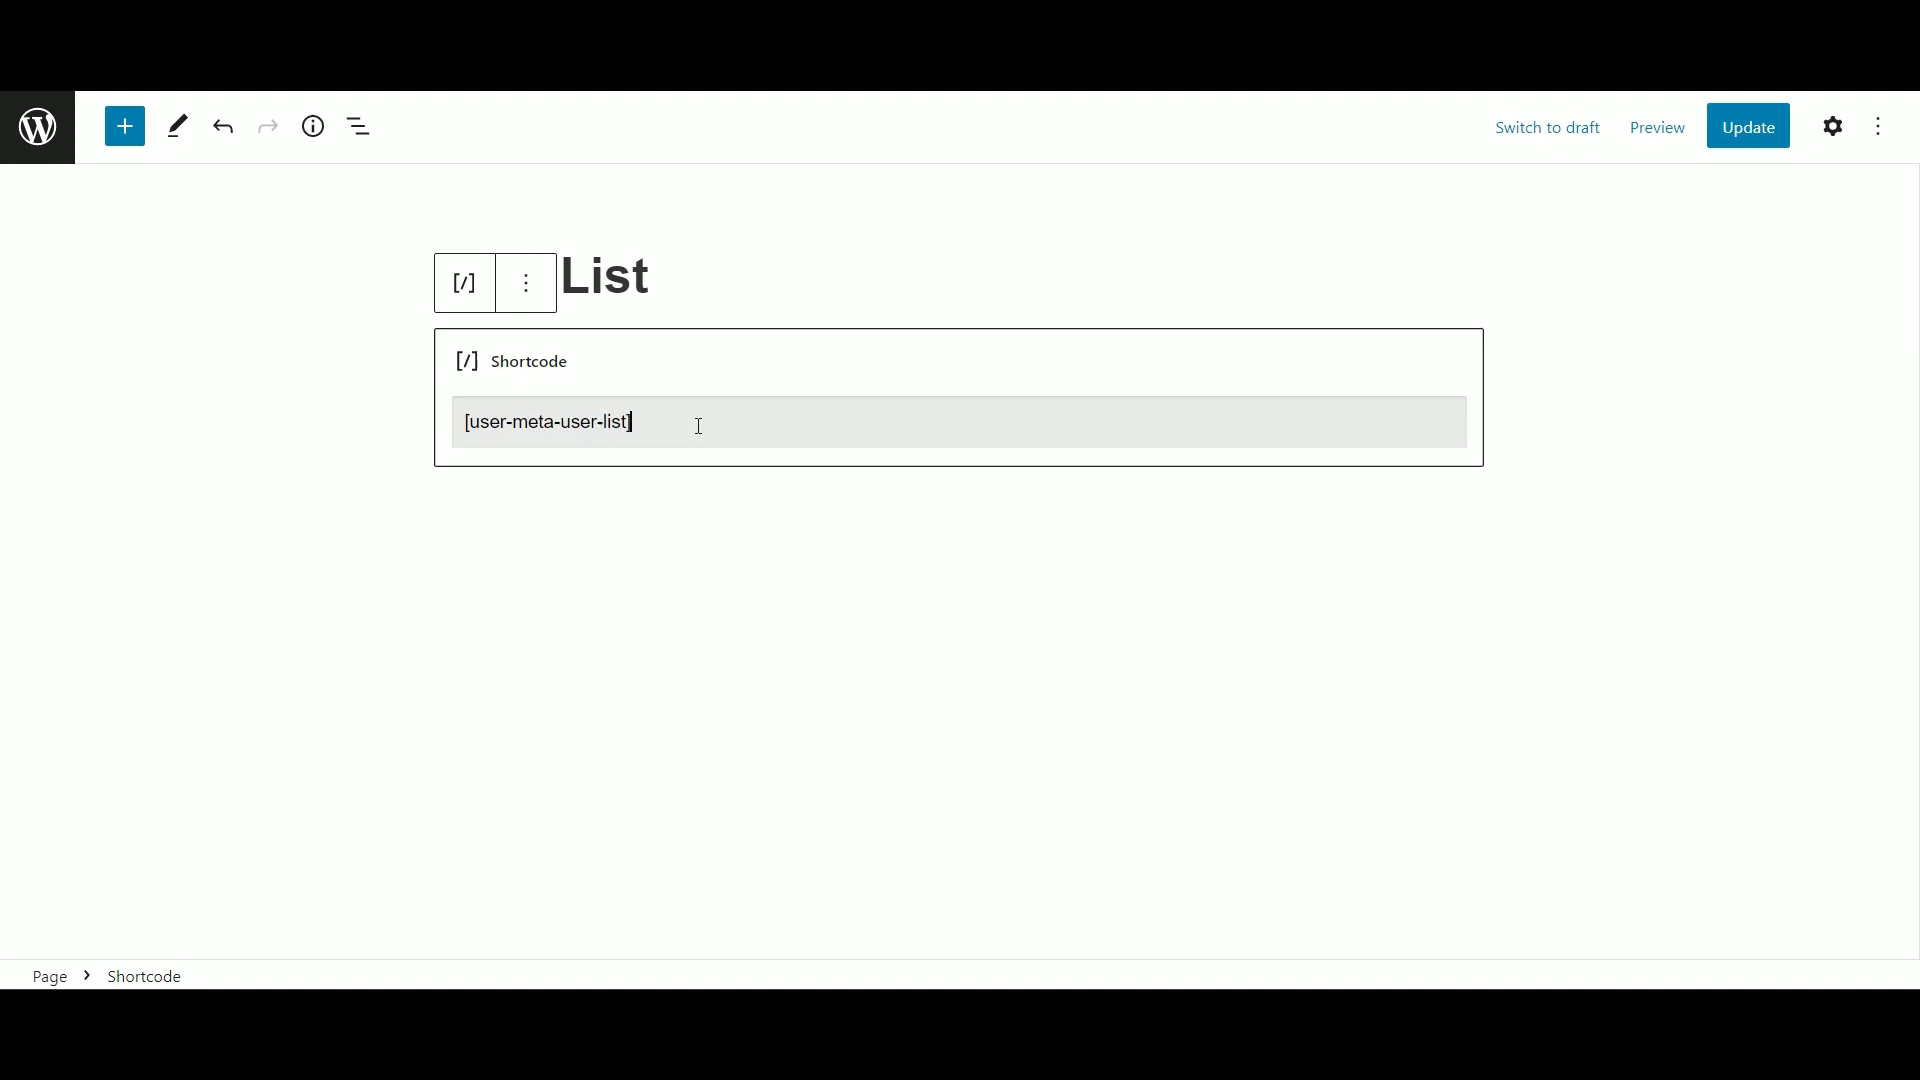 Switch to draft Preview Update
List
[/] Shortcode
[user-meta-user-list]
Page > Shortcode